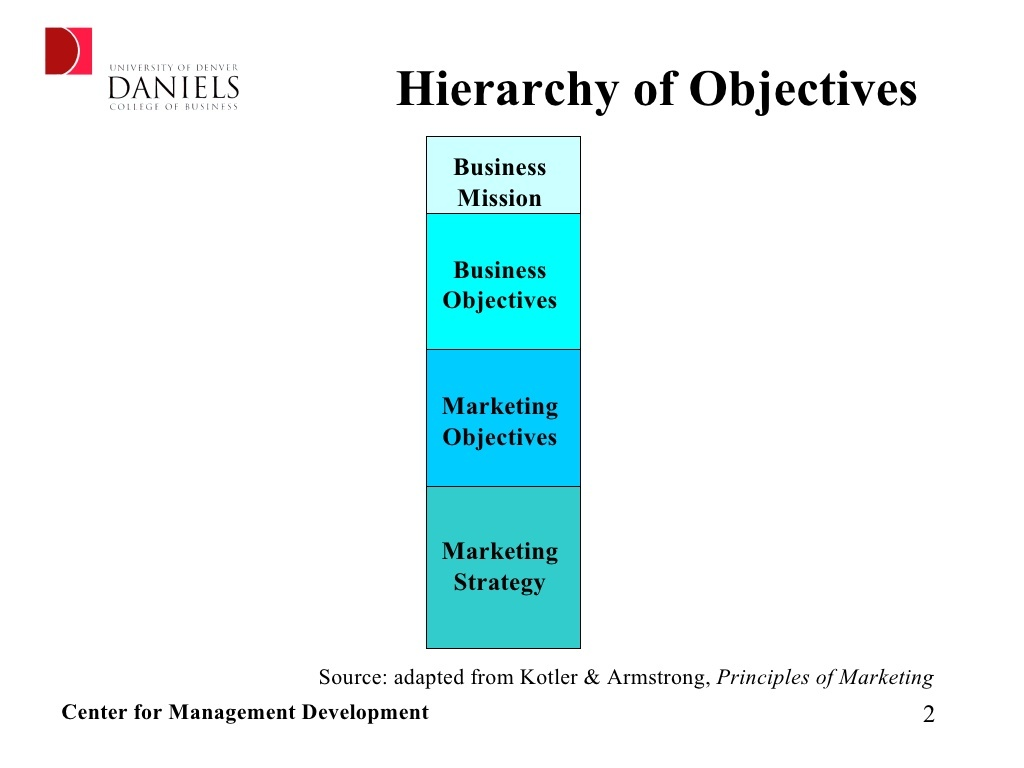 UNIVERSITY OF DENVER
DANIELS
COLLEGE OF BUSINESS
Hierarchy of Objectives
Business
Mission
Business
Objectives
Marketing
Objectives
Marketing
Strategy
Source: adapted from Kotler & Armstrong, Principles of Marketing
Center for Management Development
2